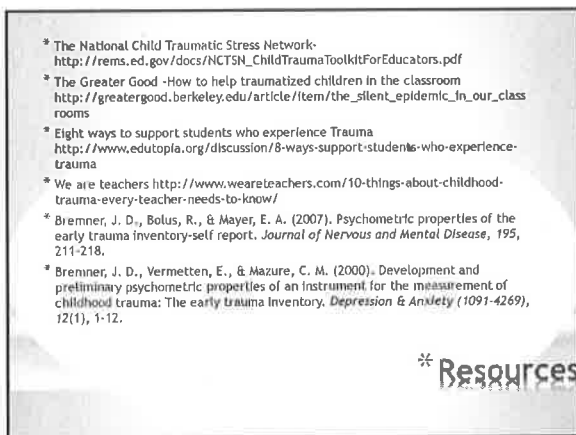 * The National Child Traumatic Stress Network-
http://rems.ed.gov/docs/NCTSN_ChildTraumaToolkitForEducators.pdf
* The Greater Good -How to help traumatized children in the classroom
http://greatergood.berkeley.edu/article/item/the_silent_epidemic_in_our_class
rooms
* Eight ways to support students who experience Trauma
http://www.edutopia.org/discussion/8-ways-support-students-who-experience-
trauma
* We are teachers http://www.weareteachers.com/10-things-about-childhood-
trauma-every-teacher-needs-to-know/
* Bremner, J. D., Bolus, R., & Mayer, E. A. (2007). Psychometric properties of the
early trauma inventory-self report. Journal of Nervous and Mental Disease, 195,
211-218.
* Bremner, J. D., Vermetten, E., & Mazure, C. M. (2000). Development and
preliminary psychometric properties of an instrument for the measurement of
childhood trauma: The early trauma Inventory. Depression & Anxiety (1091-4269),
12(1), 1-12.
* Resources